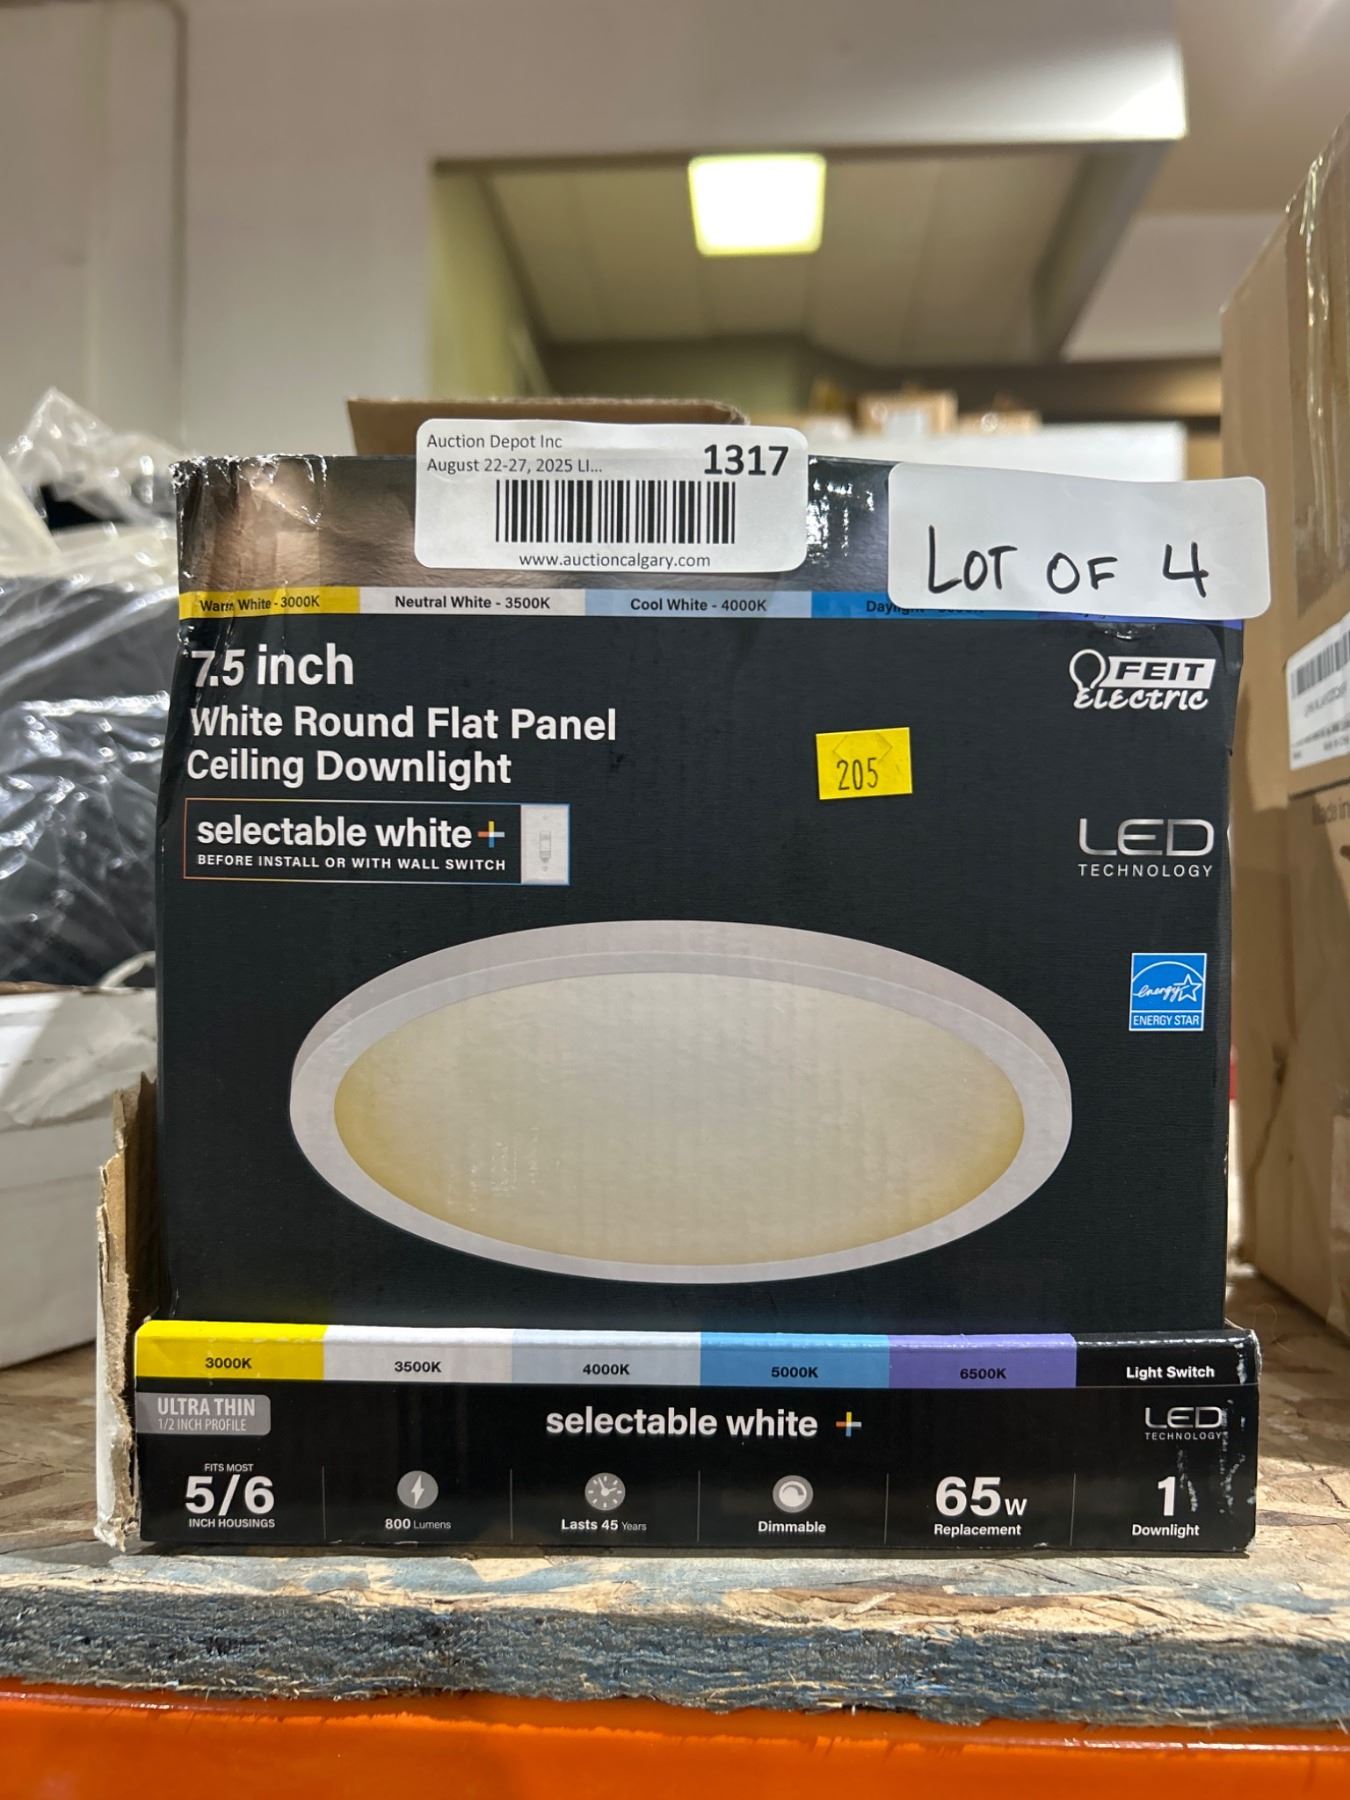 Auction Depot Inc
August 22-27, 2025 LI...
1317
www.auctioncalgary.com
LOT OF 4
Warm White - 3000K
Neutral White - 3500K
Cool White - 4000K
7.5 inch
White Round Flat Panel
Ceiling Downlight
FEIT
ELECTRIC
205
selectable white+
BEFORE INSTALL OR WITH WALL SWITCH
LED
TECHNOLOGY
energy
ENERGY STAR
3000K
3500K
4000K
5000K
6500K
Light Switch
ULTRA THIN
1/2 INCH PROFILE
selectable white +
LED
TECHNOLOGY
FITS MOST
5/6
INCH HOUSINGS
800 Lumens
Lasts 45 Years
Dimmable
65W
Replacement
1
Downlight
Made in